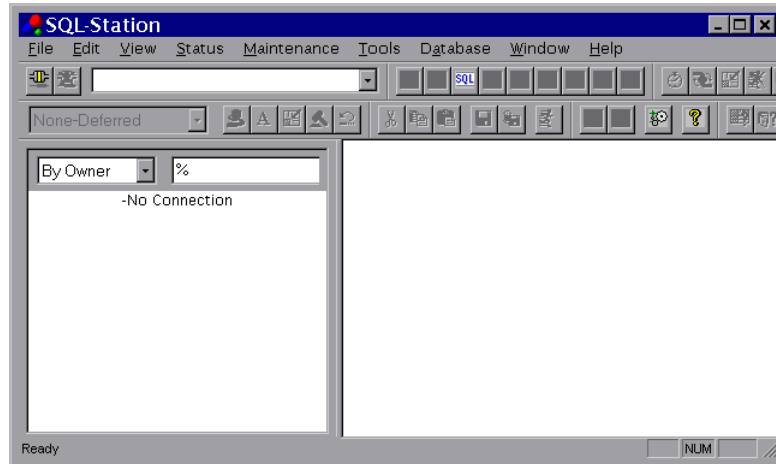 SQL-Station
File Edit View Status Maintenance Tools Database Window Help
SQL
None-Deferred A ?
By Owner %
-No Connection
Ready NUM